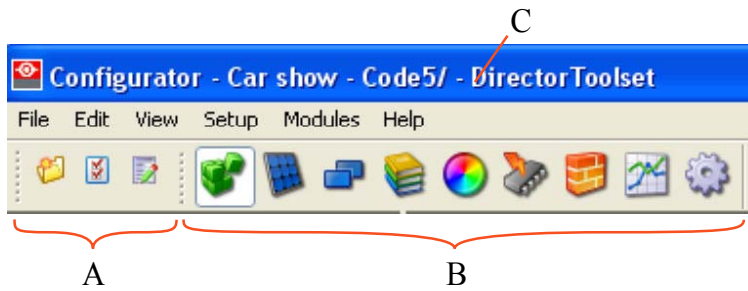 C
Configurator - Car show - Code5/ - DirectorToolset
File Edit View Setup Modules Help
A B